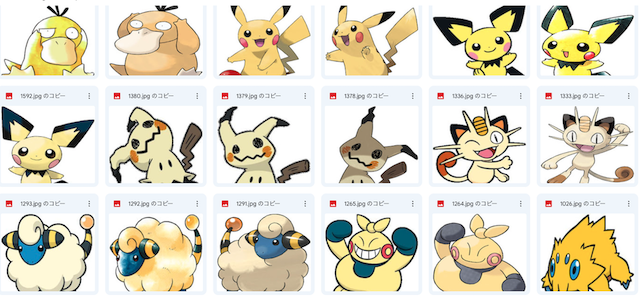 1592.jpg のコピー
1380.jpg のコピー
1379.jpg のコピー
1378.jpg のコピー
1336.jpg のコピー
1333.jpg のコピー
1293.jpg のコピー
1292.jpg のコピー
1291.jpg のコピー
1265.jpg のコピー
1264.jpg のコピー
1026.jpg のコピー